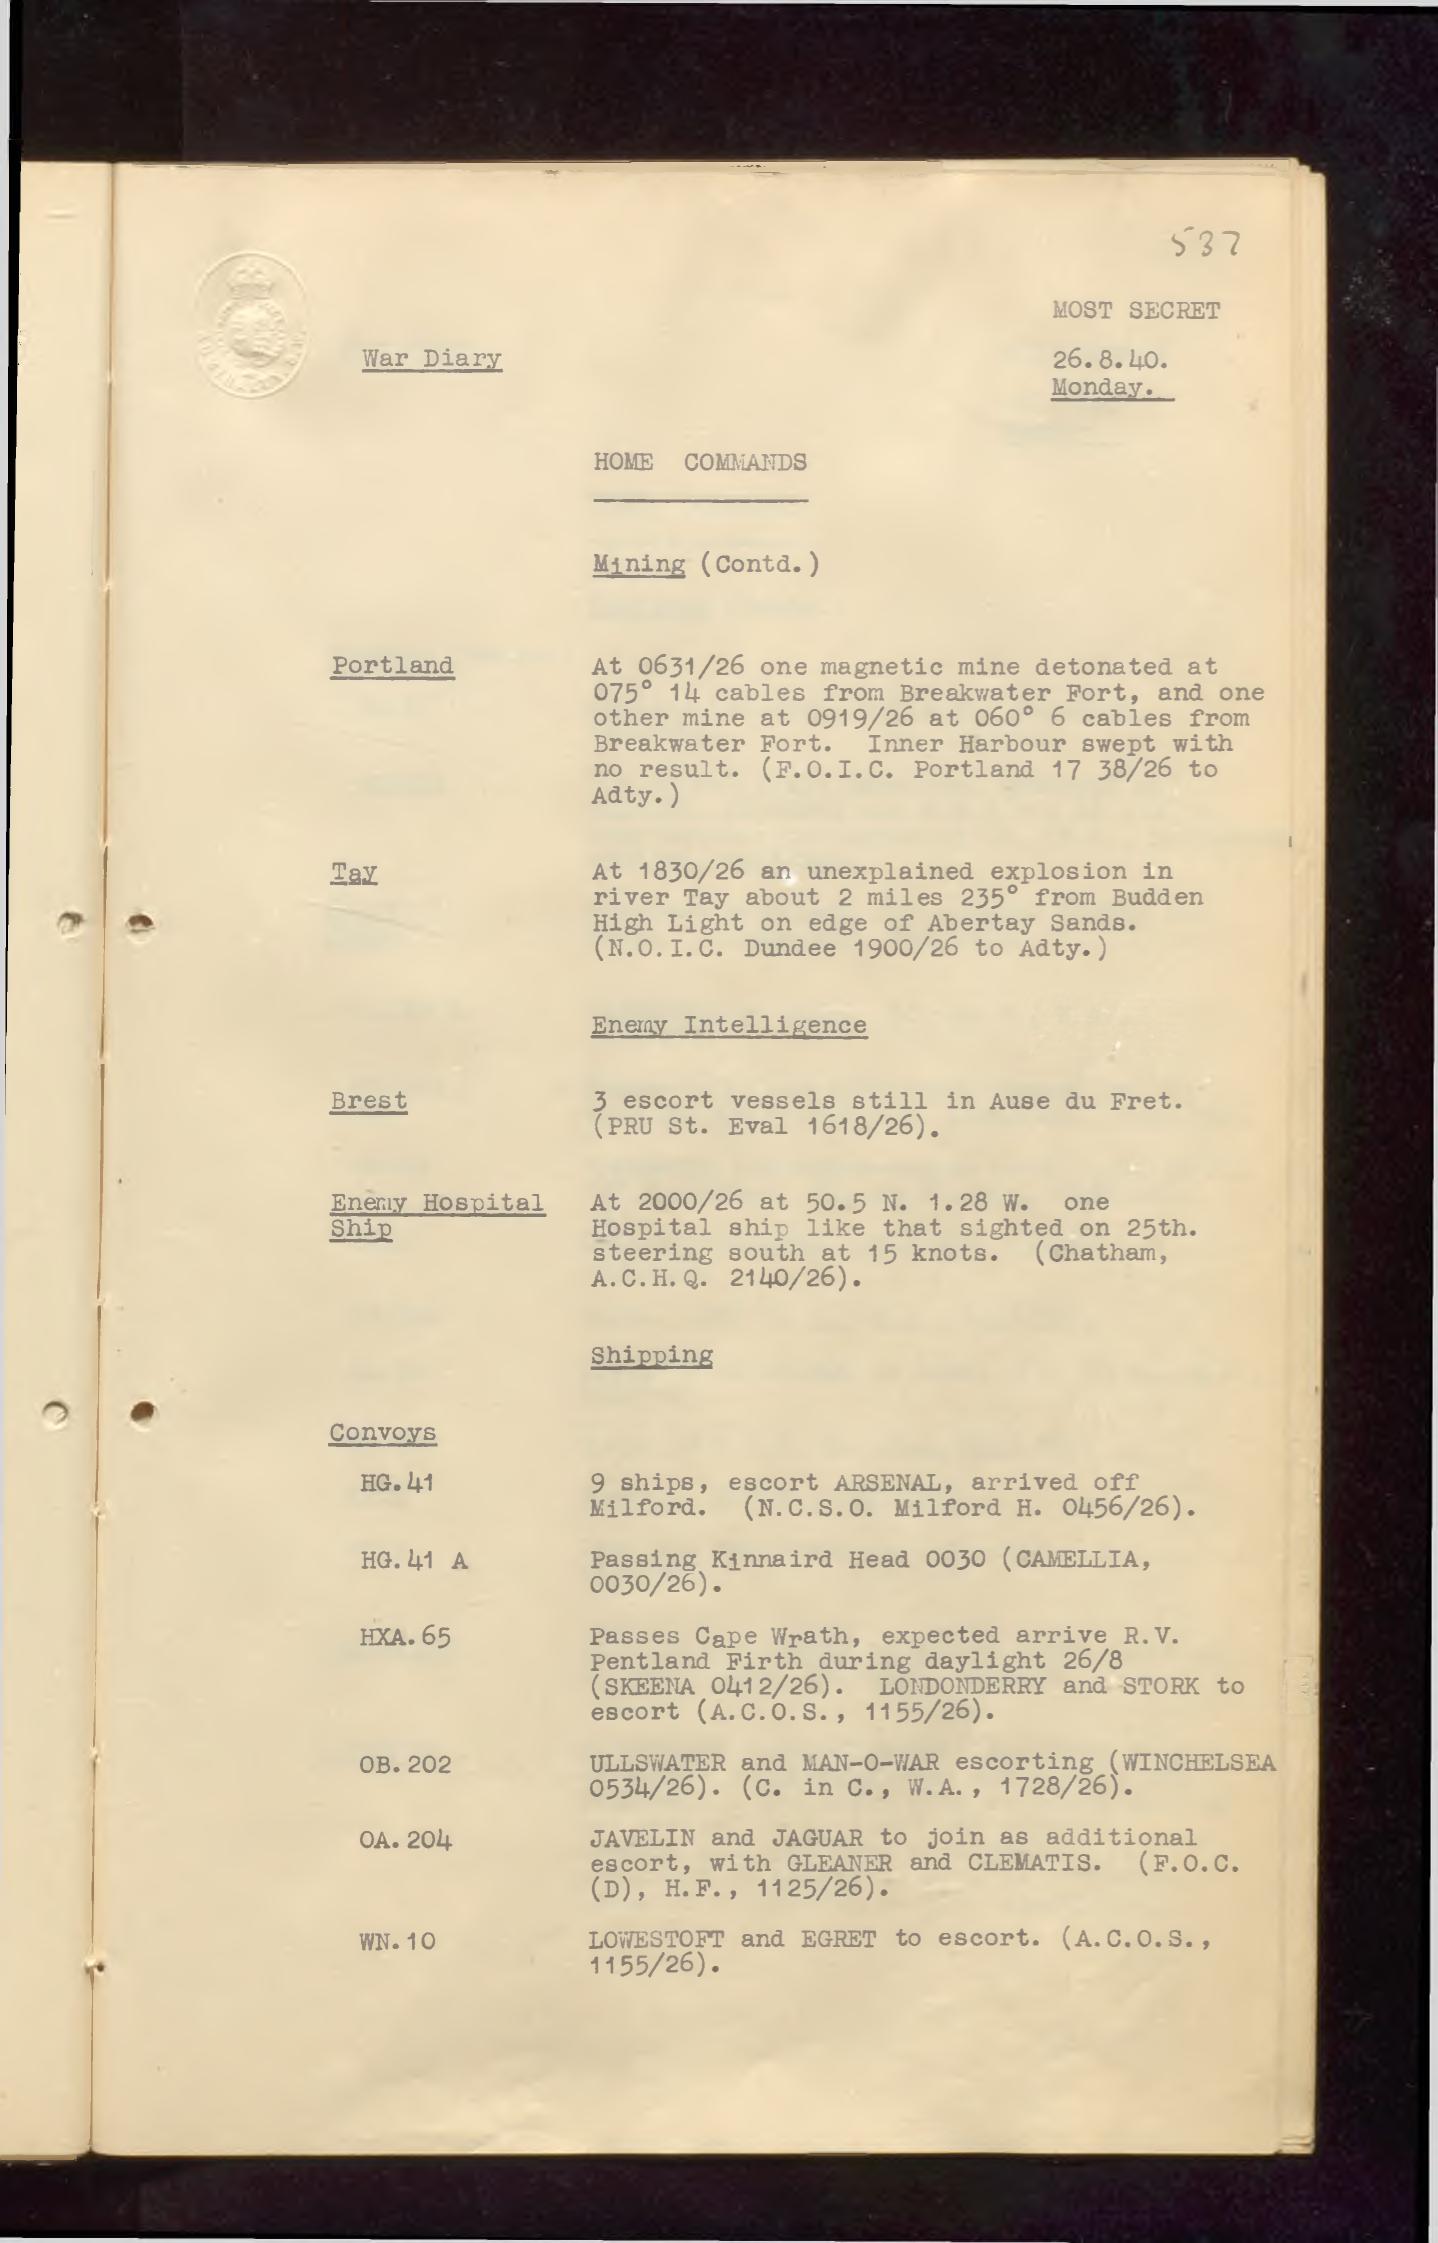 537
MOST SECRET
War Diary
26.8.40.
Monday.
HOME COMMANDS
Mining (Contd.)
Portland
At 0631/26 one magnetic mine detonated at
075° 14 cables from Breakwater Fort, and one
other mine at 0919/26 at 060° 6 cables from
Breakwater Fort. Inner Harbour swept with
no result. (F.O.I.C. Portland 17 38/26 to
Adty.)
Tay
At 1830/26 an unexplained explosion in
river Tay about 2 miles 235° from Budden
High Light on edge of Abertay Sands.
(N.O.I.C. Dundee 1900/26 to Adty.)
Enemy Intelligence
Brest
3 escort vessels still in Ause du Fret.
(PRU St. Eval 1618/26).
Enemy Hospital
Ship
At 2000/26 at 50.5 N. 1.28 W. one
Hospital ship like that sighted on 25th.
steering south at 15 knots. (Chatham,
A.C.H.Q. 2140/26).
Shipping
Convoys
HG.41
9 ships, escort ARSENAL, arrived off
Milford. (N.C.S.O. Milford H. 0456/26).
HG.41 A
Passing Kinnaird Head 0030 (CAMELLIA,
0030/26).
HXA.65
Passes Cape Wrath, expected arrive R.V.
Pentland Firth during daylight 26/8
(SKEENA 0412/26). LONDONDERRY and STORK to
escort (A.C.O.S., 1155/26).
OB.202
ULLSWATER and MAN-O-WAR escorting (WINCHELSEA
0534/26). (C. in C., W.A., 1728/26).
OA.204
JAVELIN and JAGUAR to join as additional
escort, with GLEANER and CLEMATIS. (F.O.C.
(D), H.F., 1125/26).
WN.10
LOWESTOFT and EGRET to escort. (A.C.O.S.,
1155/26).